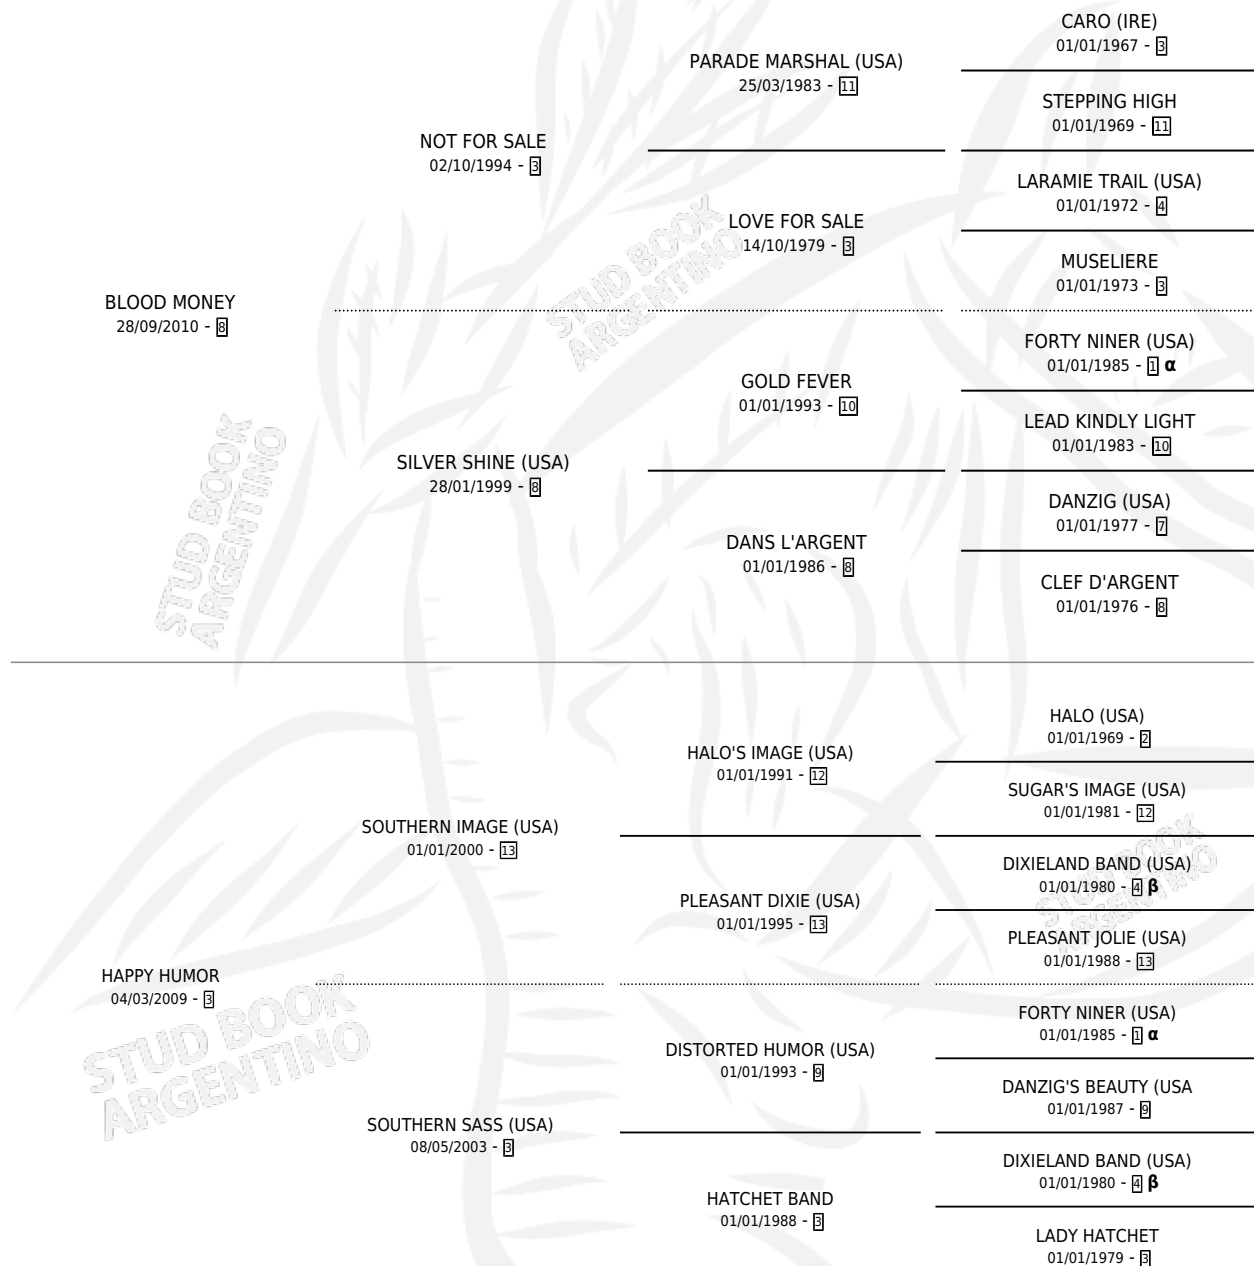 CARO (IRE)
01/01/1967 - 3
PARADE MARSHAL (USA)
25/03/1983 - 11
STEPPING HIGH
01/01/1969 - 11
NOT FOR SALE
02/10/1994 - 3
LARAMIE TRAIL (USA)
01/01/1972 - 4
LOVE FOR SALE
14/10/1979 - 3
MUSELIERE
01/01/1973 - 3
BLOOD MONEY
28/09/2010 - 8
FORTY NINER (USA)
01/01/1985 - 1 α
GOLD FEVER
01/01/1993 - 10
LEAD KINDLY LIGHT
01/01/1983 - 10
SILVER SHINE (USA)
28/01/1999 - 8
DANZIG (USA)
01/01/1977 - 7
DANS L'ARGENT
01/01/1986 - 8
CLEF D'ARGENT
01/01/1976 - 8
HALO (USA)
01/01/1969 - 2
HALO'S IMAGE (USA)
01/01/1991 - 12
SUGAR'S IMAGE (USA)
01/01/1981 - 12
SOUTHERN IMAGE (USA)
01/01/2000 - 13
DIXIELAND BAND (USA)
01/01/1980 - 4 β
PLEASANT DIXIE (USA)
01/01/1995 - 13
PLEASANT JOLIE (USA)
01/01/1988 - 13
HAPPY HUMOR
04/03/2009 - 3
FORTY NINER (USA)
01/01/1985 - 1 α
DISTORTED HUMOR (USA)
01/01/1993 - 9
DANZIG'S BEAUTY (USA
01/01/1987 - 9
SOUTHERN SASS (USA)
08/05/2003 - 3
DIXIELAND BAND (USA)
01/01/1980 - 4 β
HATCHET BAND
01/01/1988 - 3
LADY HATCHET
01/01/1979 - 3
STUD BOOK
ARGENTINO
STUD BOOK
ARGENTINO
STUD BOOK
ARGENTINO
STUD BOOK
ARGENTINO